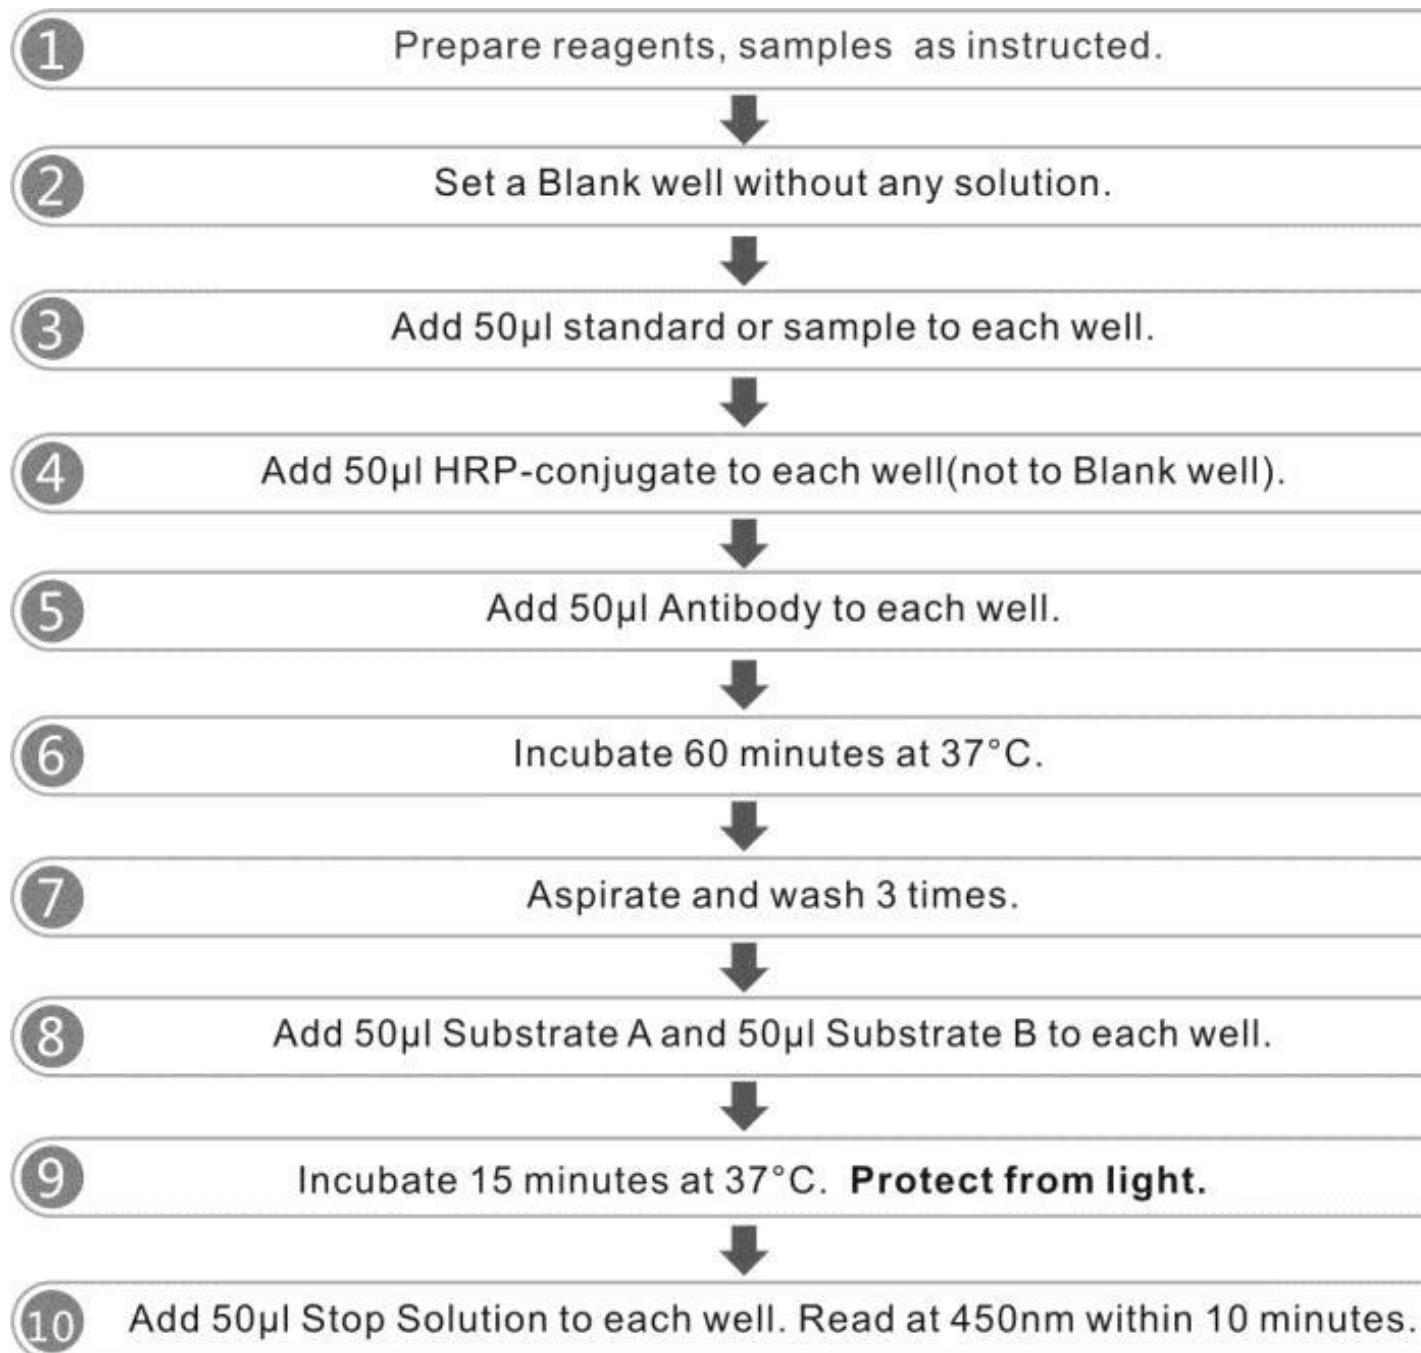 1 Prepare reagents, samples as instructed.
2 Set a Blank well without any solution.
3 Add 50µl standard or sample to each well.
4 Add 50µl HRP-conjugate to each well(not to Blank well).
5 Add 50µl Antibody to each well.
6 Incubate 60 minutes at 37°C.
7 Aspirate and wash 3 times.
8 Add 50µl Substrate A and 50µl Substrate B to each well.
9 Incubate 15 minutes at 37°C. Protect from light.
10 Add 50µl Stop Solution to each well. Read at 450nm within 10 minutes.